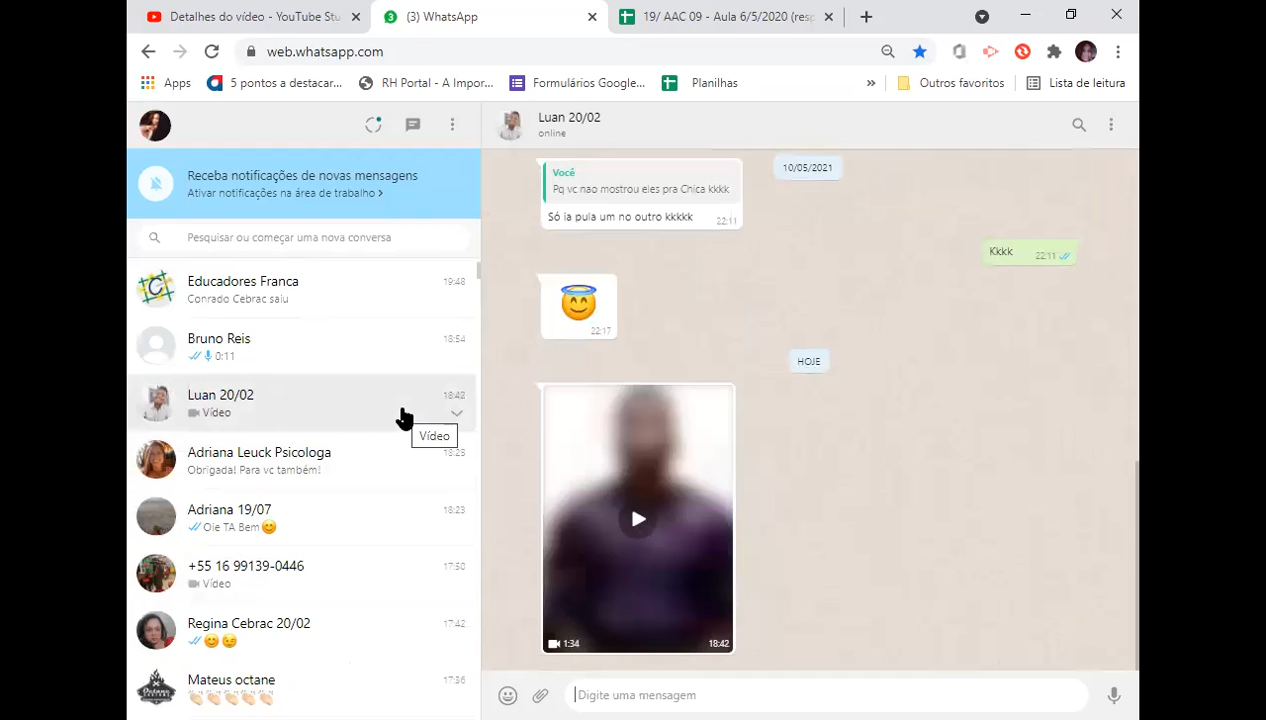 Detalhes do vídeo - YouTube Stu
(3) WhatsApp
19/ AAC 09 - Aula 6/5/2020 (resp
web.whatsapp.com
Apps
5 pontos a destacar...
RH Portal - A Impor...
Formulários Google...
Planilhas
»
Outros favoritos
Lista de leitura
Receba notificações de novas mensagens
Ativar notificações na área de trabalho >
Pesquisar ou começar uma nova conversa
Educadores Franca
19:48
Conrado Cebrac saiu
Bruno Reis
18:54
0:11
Luan 20/02
18:42
Vídeo
Vídeo
Adriana Leuck Psicologa
18:25
Obrigada! Para vc também!
Adriana 19/07
18:23
Oie TA Bem😊
+55 16 99139-0446
17:50
Vídeo
Regina Cebrac 20/02
17:42
😊😉
Mateus octane
17:36
👏🏻👏🏻👏🏻👏🏻👏🏻
Luan 20/02
online
10/05/2021
Você
Pq vc nao mostrou eles pra Chica kkkk
Só ia pula um no outro kkkkk
22:11
Kkkk
22:11
😇
22:17
HOJE
1:34
18:42
Digite uma mensagem